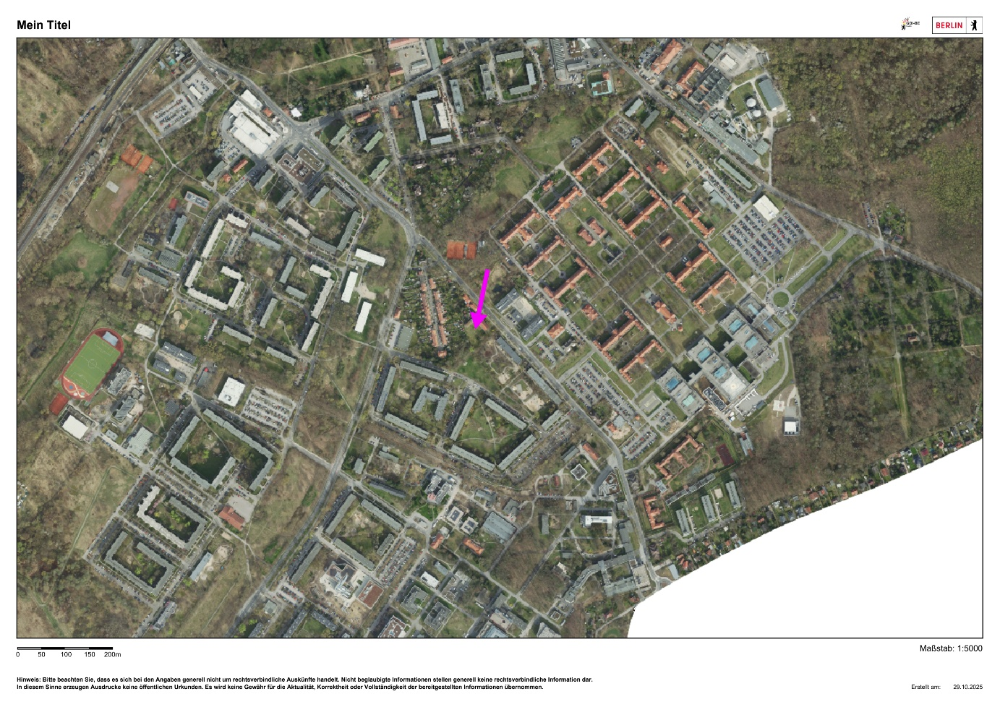 Mein Titel
GDI-BE
BERLIN
0 50 100 150 200m
Maßstab: 1:5000
Hinweis: Bitte beachten Sie, dass es sich bei den Angaben generell nicht um rechtsverbindliche Auskünfte handelt. Nicht beglaubigte Informationen stellen generell keine rechtsverbindliche Information dar.
In diesem Sinne erzeugen Ausdrucke keine öffentlichen Urkunden. Es wird keine Gewähr für die Aktualität, Korrektheit oder Vollständigkeit der bereitgestellten Informationen übernommen.
Erstellt am: 29.10.2025